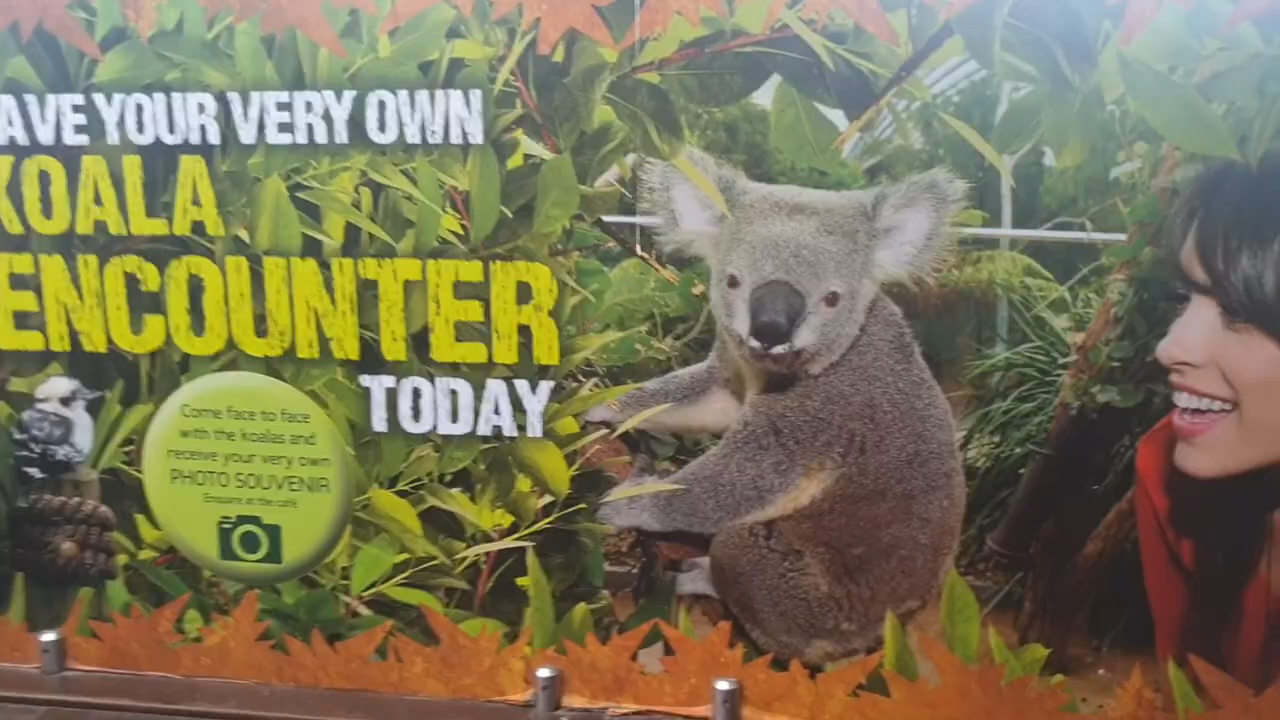 AVE YOUR VERY OWN
KOALA
ENCOUNTER
TODAY
Come face to face
with the koalas and
receive your very own
PHOTO SOUVENIR
Enquire at the café